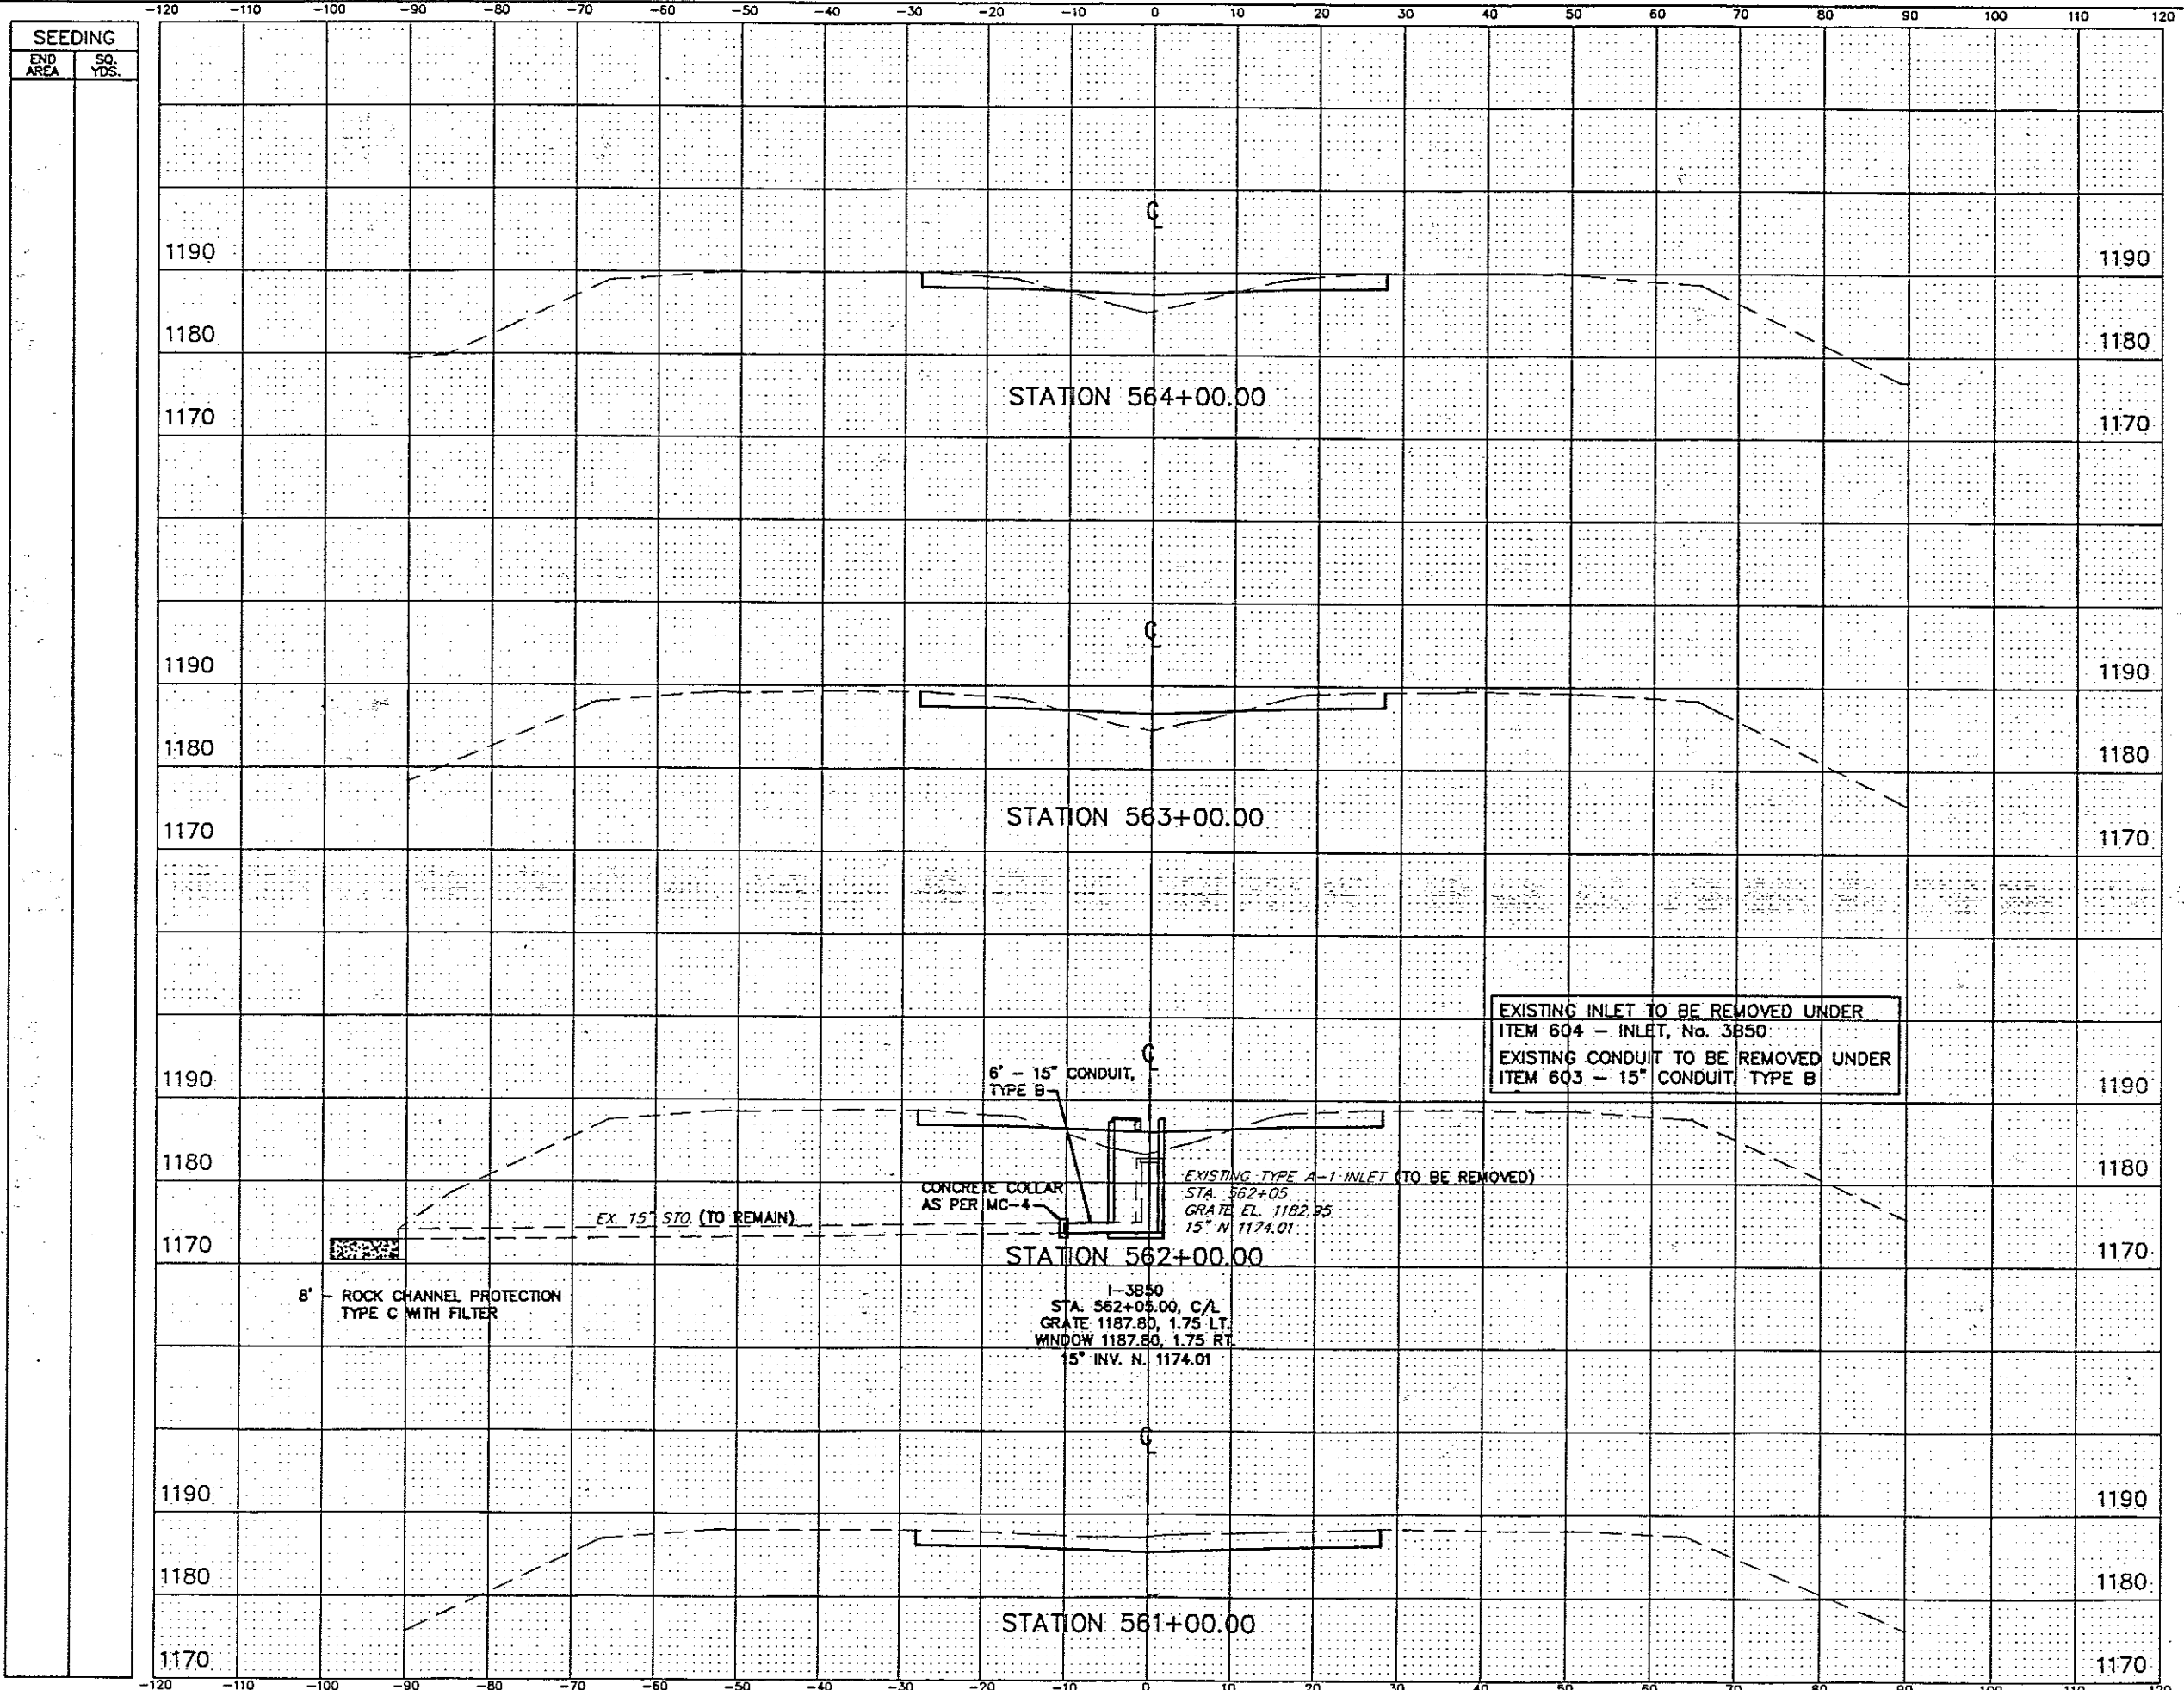 -120 -110 -100 -90 -80 -70 -60 -50 -40 -30 -20 -10 0 10 20 30 40 50 60 70 80 90 100 110 120
SEEDING
END AREA
SQ. YDS.
℄
1190 1190
1180 1180
STATION 564+00.00
1170 1170
℄
1190 1190
1180 1180
STATION 563+00.00
1170 1170
EXISTING INLET TO BE REMOVED UNDER
ITEM 604 – INLET, No. 3B50
EXISTING CONDUIT TO BE REMOVED UNDER
ITEM 603 – 15" CONDUIT, TYPE B
℄
6' – 15" CONDUIT,
TYPE B
1190 1190
1180 1180
EXISTING TYPE A-1 INLET (TO BE REMOVED)
STA. 562+05
GRATE EL. 1182.95
15" N 1174.01
CONCRETE COLLAR
AS PER MC-4
EX. 15" STO. (TO REMAIN)
1170 1170
STATION 562+00.00
8' – ROCK CHANNEL PROTECTION
TYPE C WITH FILTER
I-3B50
STA. 562+05.00, C/L
GRATE 1187.80, 1.75 LT.
WINDOW 1187.80, 1.75 RT.
15" INV. N. 1174.01
℄
1190 1190
1180 1180
STATION 561+00.00
1170 1170
-120 -110 -100 -90 -80 -70 -60 -50 -40 -30 -20 -10 0 10 20 30 40 50 60 70 80 90 100 110 120